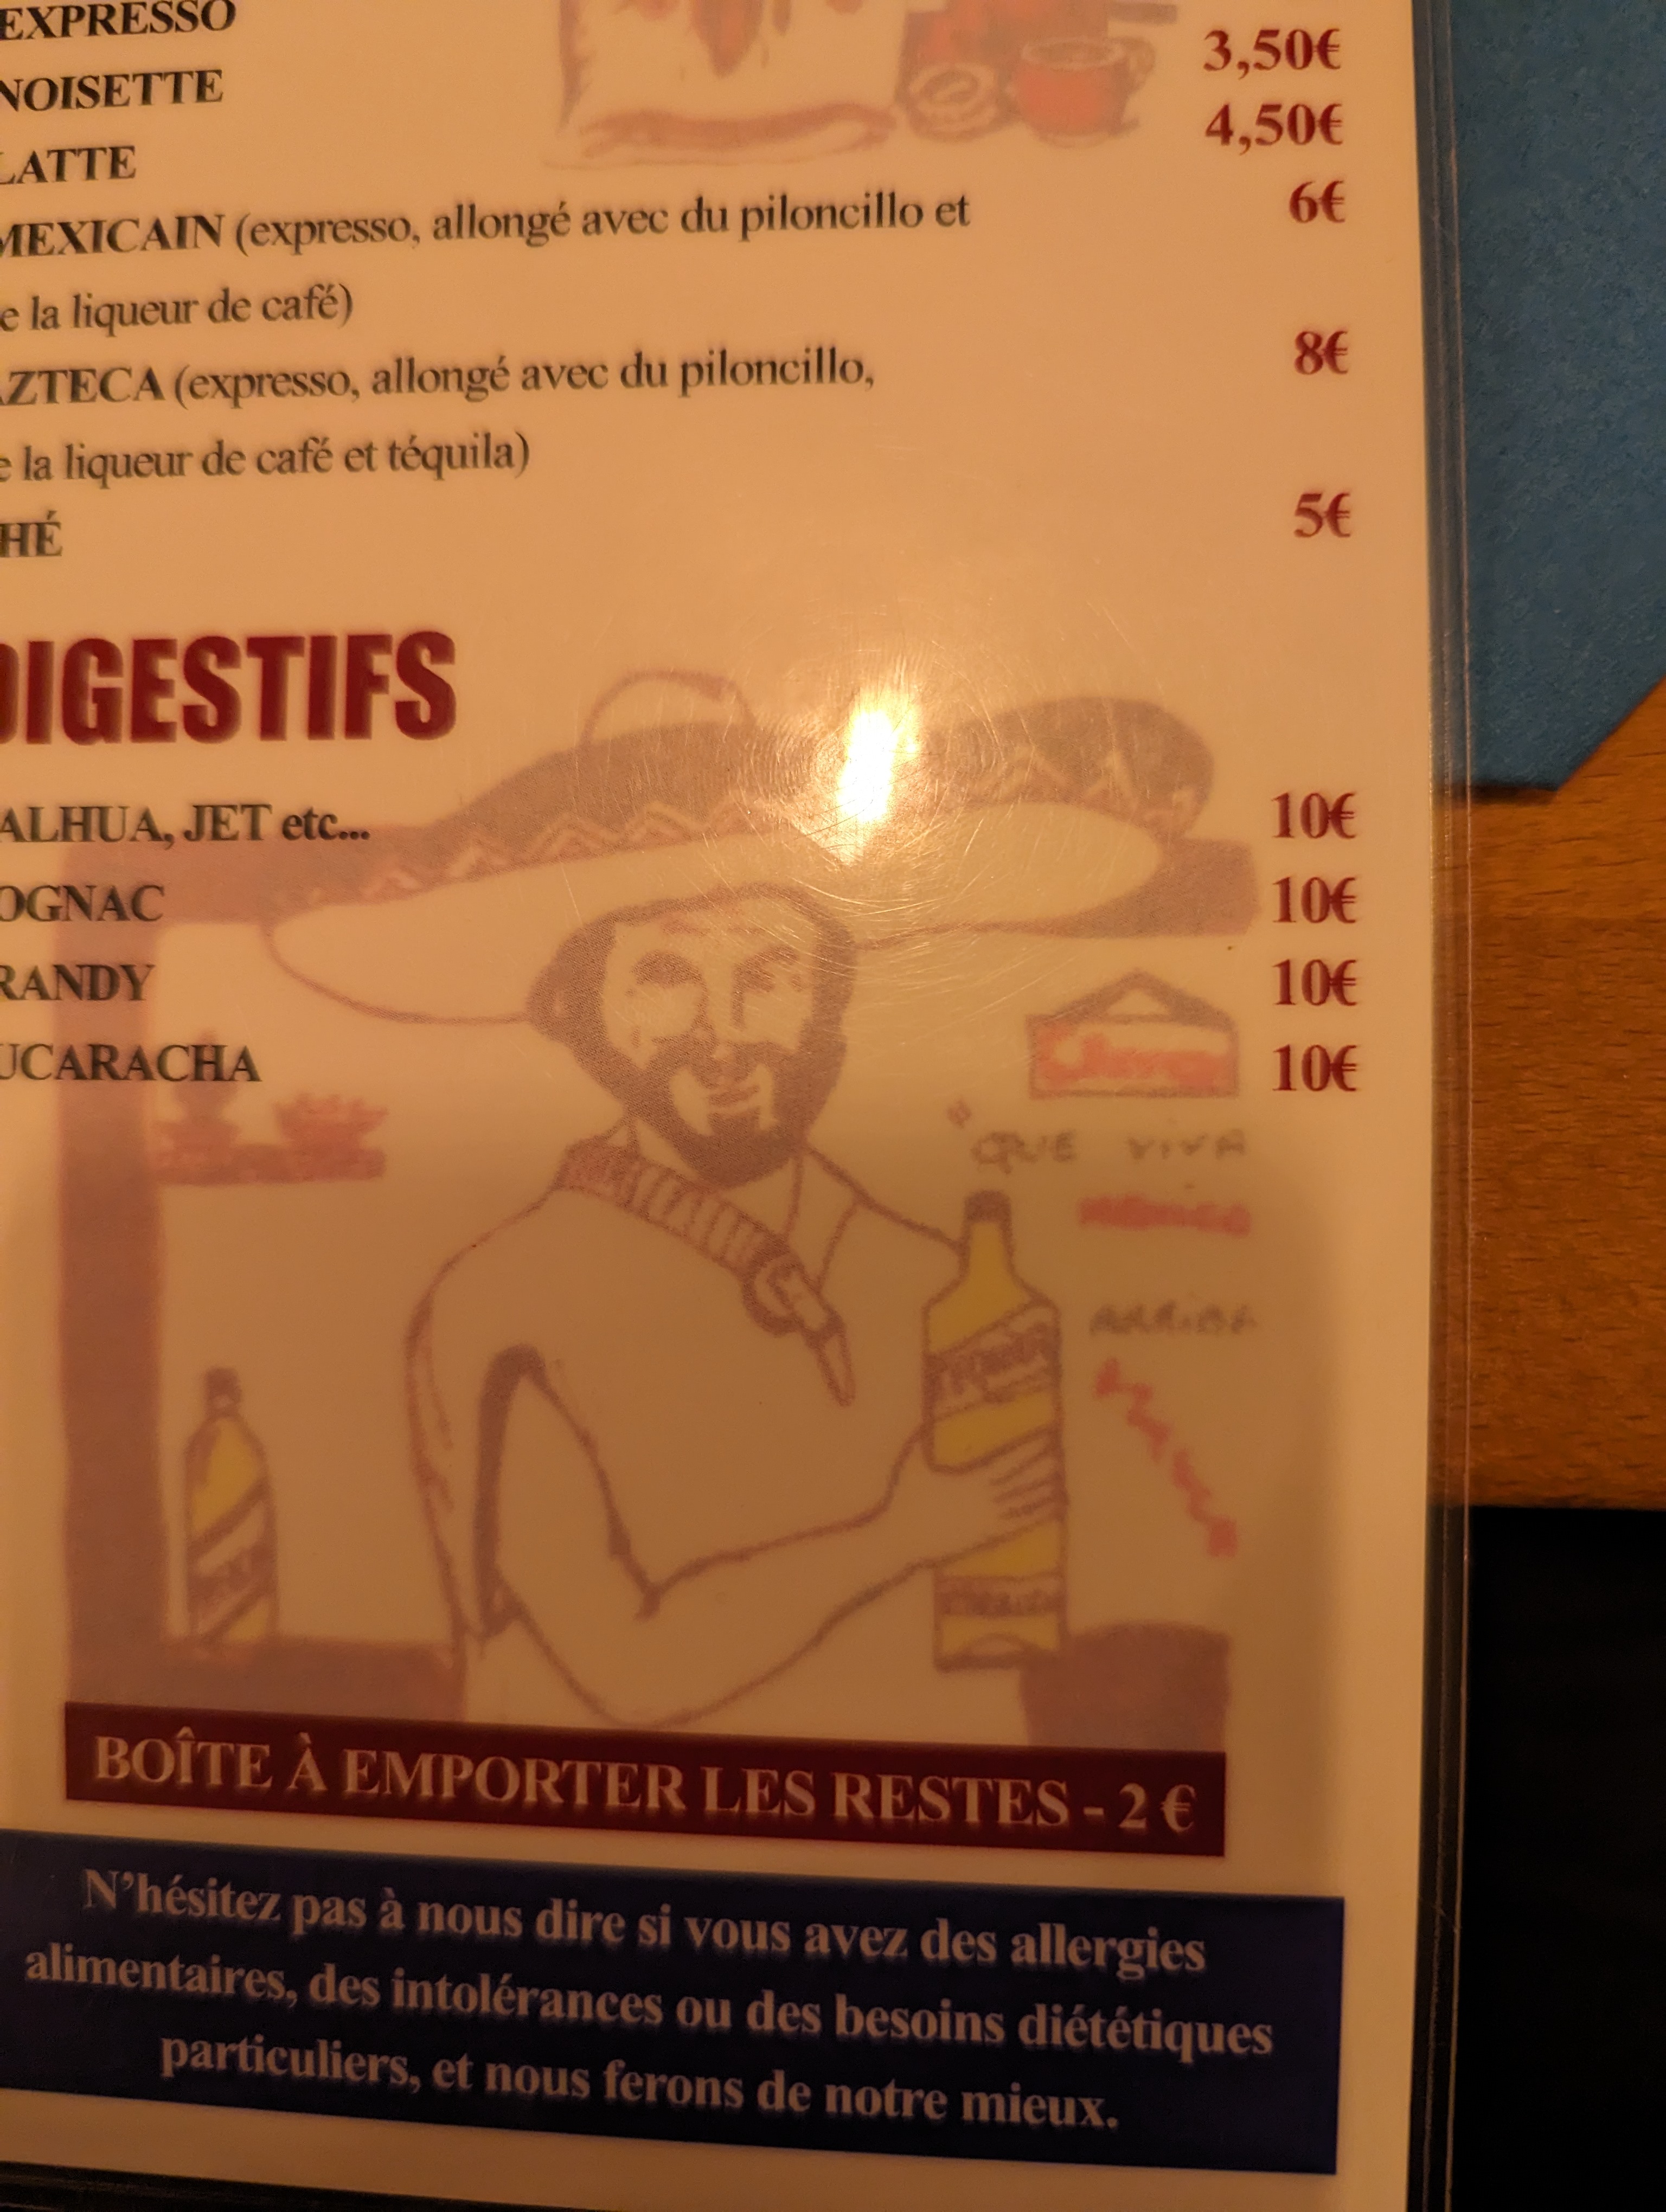 EXPRESSO
NOISETTE 3,50€
LATTE 4,50€
MEXICAIN (expresso, allongé avec du piloncillo et 6€
e la liqueur de café)
AZTECA (expresso, allongé avec du piloncillo, 8€
e la liqueur de café et téquila)
HÉ 5€
DIGESTIFS
ALHUA, JET etc... 10€
OGNAC 10€
RANDY 10€
UCARACHA 10€
QUE VIVA
MEXICO
ARRIBA
BOÎTE À EMPORTER LES RESTES - 2 €
N'hésitez pas à nous dire si vous avez des allergies
alimentaires, des intolérances ou des besoins diététiques
particuliers, et nous ferons de notre mieux.